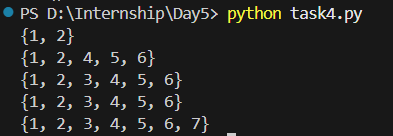 PS D:\Internship\Day5> python task4.py
{1, 2}
{1, 2, 4, 5, 6}
{1, 2, 3, 4, 5, 6}
{1, 2, 3, 4, 5, 6}
{1, 2, 3, 4, 5, 6, 7}